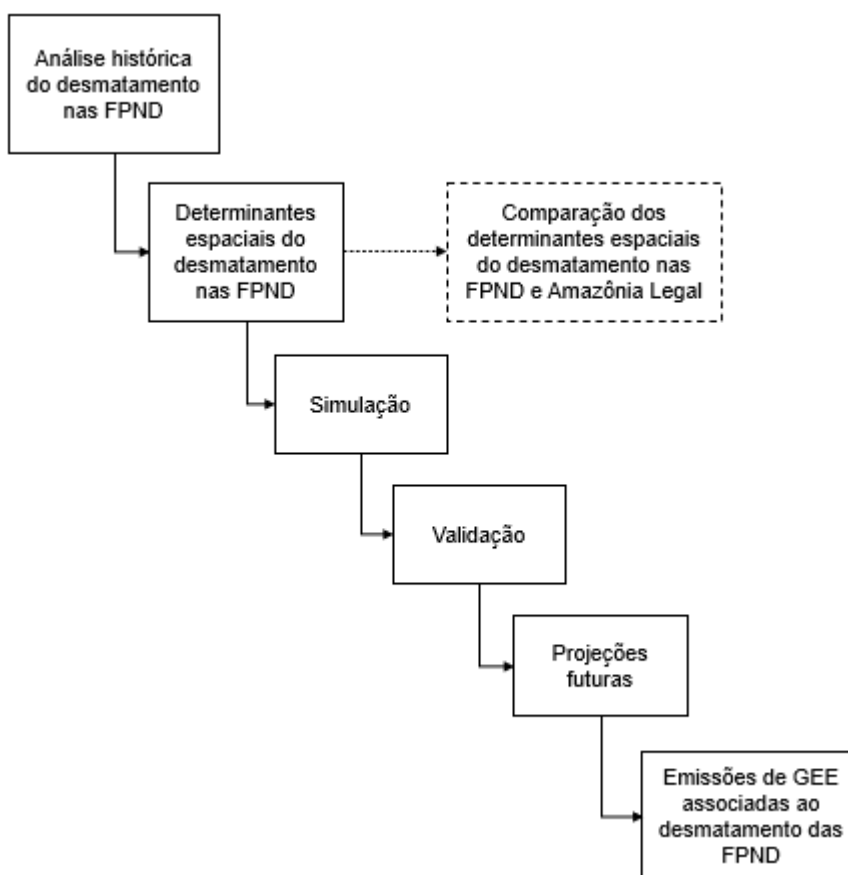 Análise histórica
do desmatamento
nas FPND
Determinantes
espaciais do
desmatamento
nas FPND
Comparação dos
determinantes espaciais
do desmatamento nas
FPND e Amazônia Legal
Simulação
Validação
Projeções
futuras
Emissões de GEE
associadas ao
desmatamento das
FPND